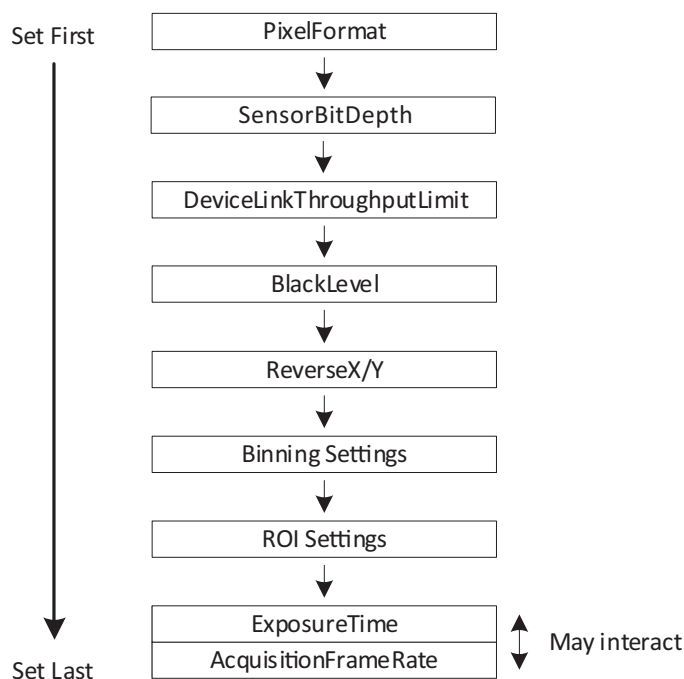 Set First
PixelFormat
SensorBitDepth
DeviceLinkThroughputLimit
BlackLevel
ReverseX/Y
Binning Settings
ROI Settings
ExposureTime
May interact
AcquisitionFrameRate
Set Last